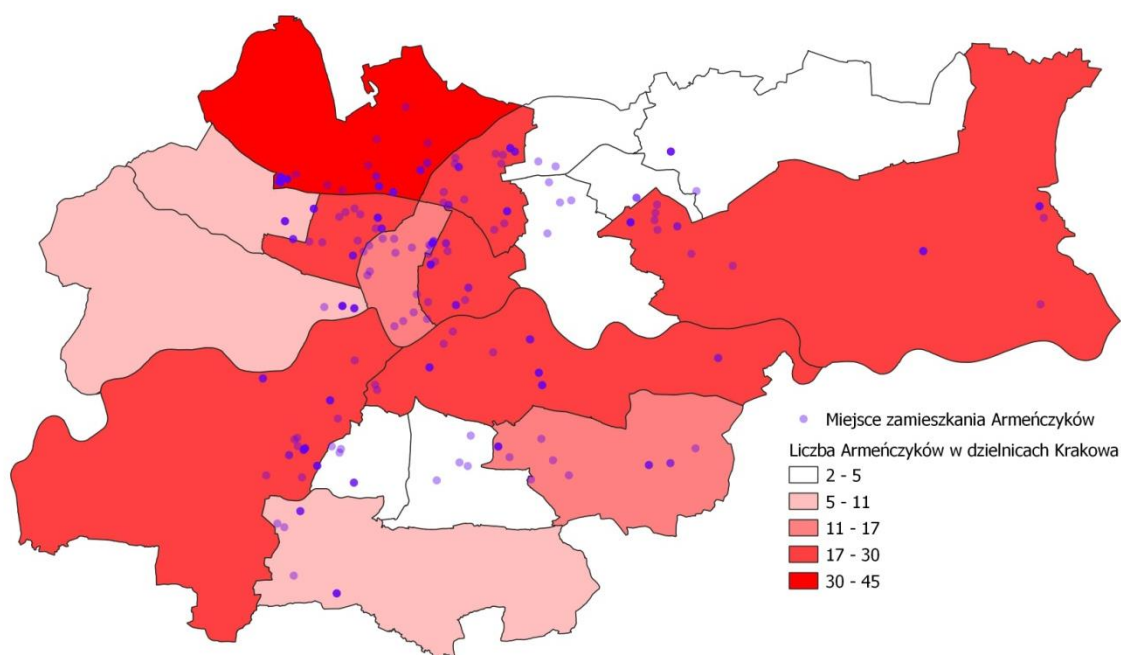 Miejsce zamieszkania Armeńczyków
Liczba Armeńczyków w dzielnicach Krakowa
2 - 5
5 - 11
11 - 17
17 - 30
30 - 45